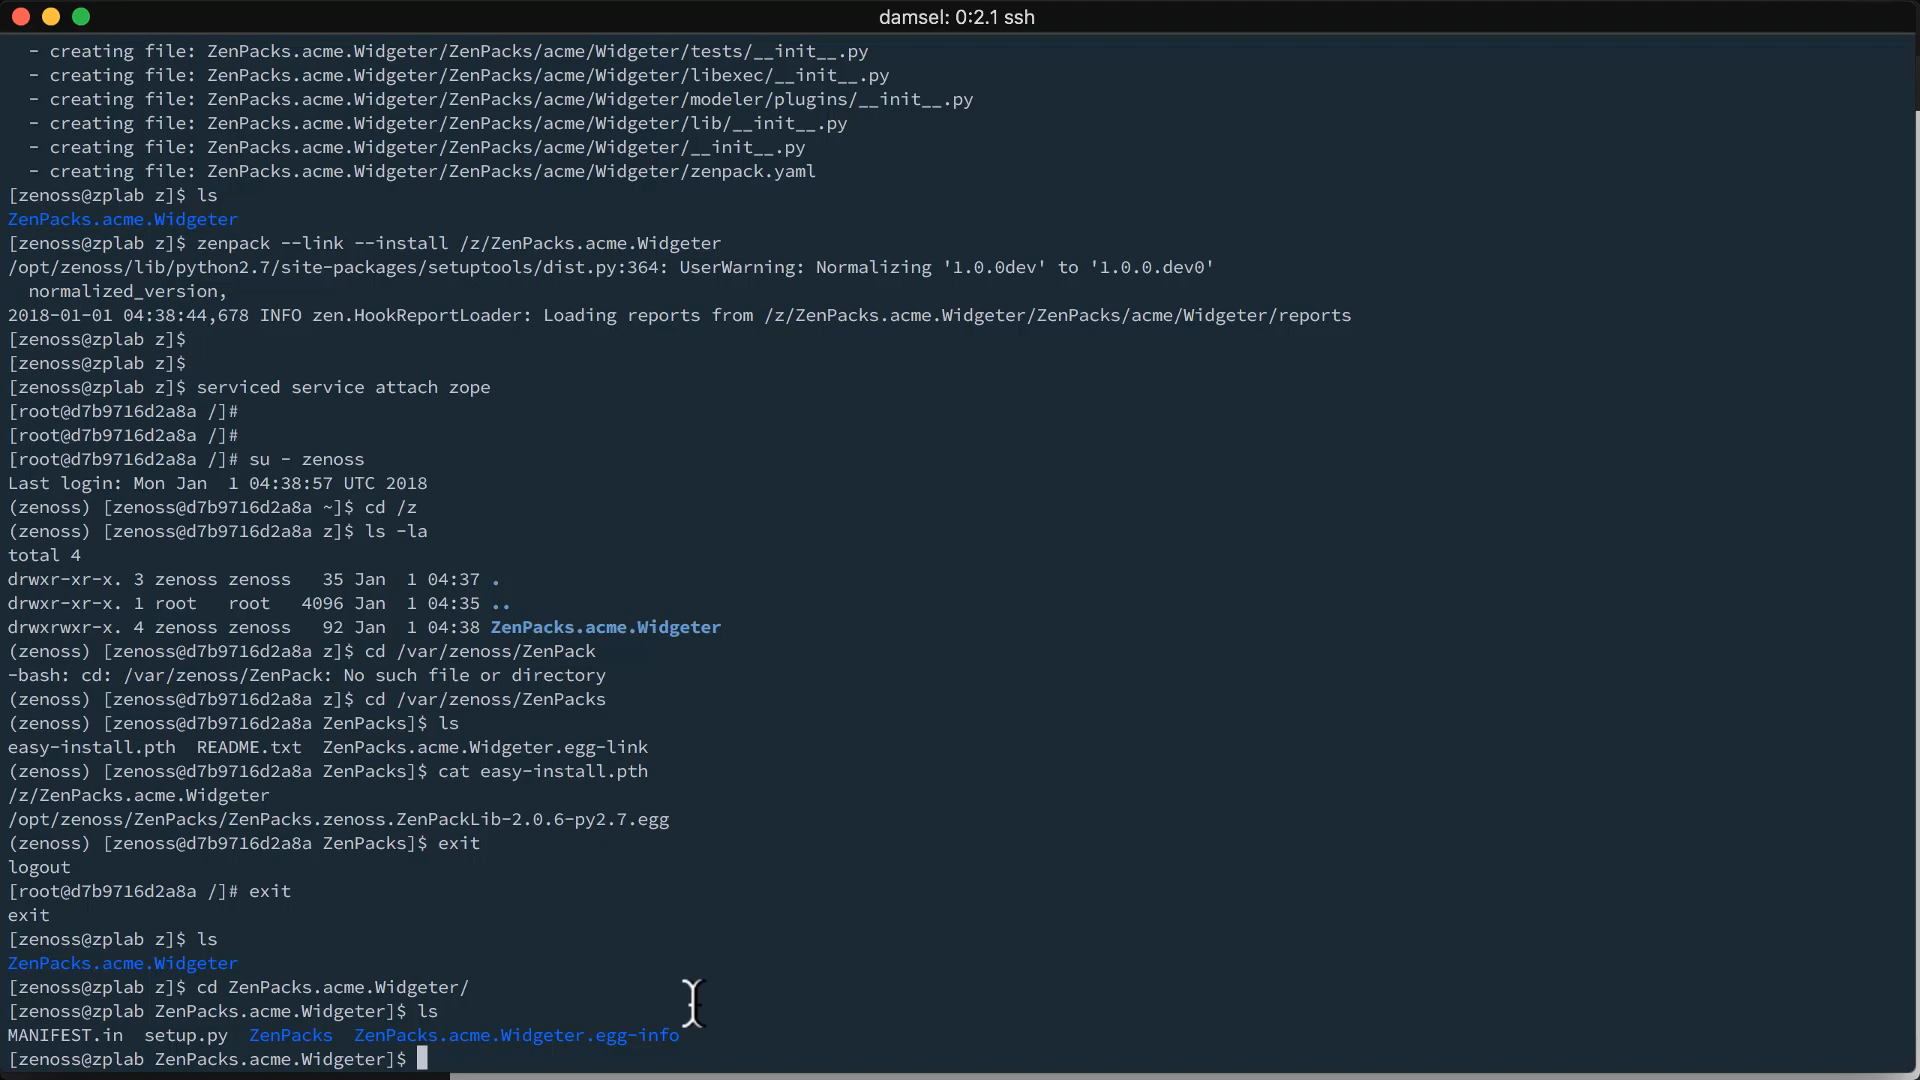 damsel: 0:2.1 ssh
- creating file: ZenPacks.acme.Widgeter/ZenPacks/acme/Widgeter/tests/__init__.py
- creating file: ZenPacks.acme.Widgeter/ZenPacks/acme/Widgeter/libexec/__init__.py
- creating file: ZenPacks.acme.Widgeter/ZenPacks/acme/Widgeter/modeler/plugins/__init__.py
- creating file: ZenPacks.acme.Widgeter/ZenPacks/acme/Widgeter/lib/__init__.py
- creating file: ZenPacks.acme.Widgeter/ZenPacks/acme/Widgeter/__init__.py
- creating file: ZenPacks.acme.Widgeter/ZenPacks/acme/Widgeter/zenpack.yaml
[zenoss@zplab z]$ ls
ZenPacks.acme.Widgeter
[zenoss@zplab z]$ zenpack --link --install /z/ZenPacks.acme.Widgeter
/opt/zenoss/lib/python2.7/site-packages/setuptools/dist.py:364: UserWarning: Normalizing '1.0.0dev' to '1.0.0.dev0'
  normalized_version,
2018-01-01 04:38:44,678 INFO zen.HookReportLoader: Loading reports from /z/ZenPacks.acme.Widgeter/ZenPacks/acme/Widgeter/reports
[zenoss@zplab z]$
[zenoss@zplab z]$
[zenoss@zplab z]$ serviced service attach zope
[root@d7b9716d2a8a /]#
[root@d7b9716d2a8a /]#
[root@d7b9716d2a8a /]# su - zenoss
Last login: Mon Jan  1 04:38:57 UTC 2018
(zenoss) [zenoss@d7b9716d2a8a ~]$ cd /z
(zenoss) [zenoss@d7b9716d2a8a z]$ ls -la
total 4
drwxr-xr-x. 3 zenoss zenoss   35 Jan  1 04:37 .
drwxr-xr-x. 1 root   root   4096 Jan  1 04:35 ..
drwxrwxr-x. 4 zenoss zenoss   92 Jan  1 04:38 ZenPacks.acme.Widgeter
(zenoss) [zenoss@d7b9716d2a8a z]$ cd /var/zenoss/ZenPack
-bash: cd: /var/zenoss/ZenPack: No such file or directory
(zenoss) [zenoss@d7b9716d2a8a z]$ cd /var/zenoss/ZenPacks
(zenoss) [zenoss@d7b9716d2a8a ZenPacks]$ ls
easy-install.pth  README.txt  ZenPacks.acme.Widgeter.egg-link
(zenoss) [zenoss@d7b9716d2a8a ZenPacks]$ cat easy-install.pth
/z/ZenPacks.acme.Widgeter
/opt/zenoss/ZenPacks/ZenPacks.zenoss.ZenPackLib-2.0.6-py2.7.egg
(zenoss) [zenoss@d7b9716d2a8a ZenPacks]$ exit
logout
[root@d7b9716d2a8a /]# exit
exit
[zenoss@zplab z]$ ls
ZenPacks.acme.Widgeter
[zenoss@zplab z]$ cd ZenPacks.acme.Widgeter/
[zenoss@zplab ZenPacks.acme.Widgeter]$ ls
MANIFEST.in  setup.py  ZenPacks  ZenPacks.acme.Widgeter.egg-info
[zenoss@zplab ZenPacks.acme.Widgeter]$